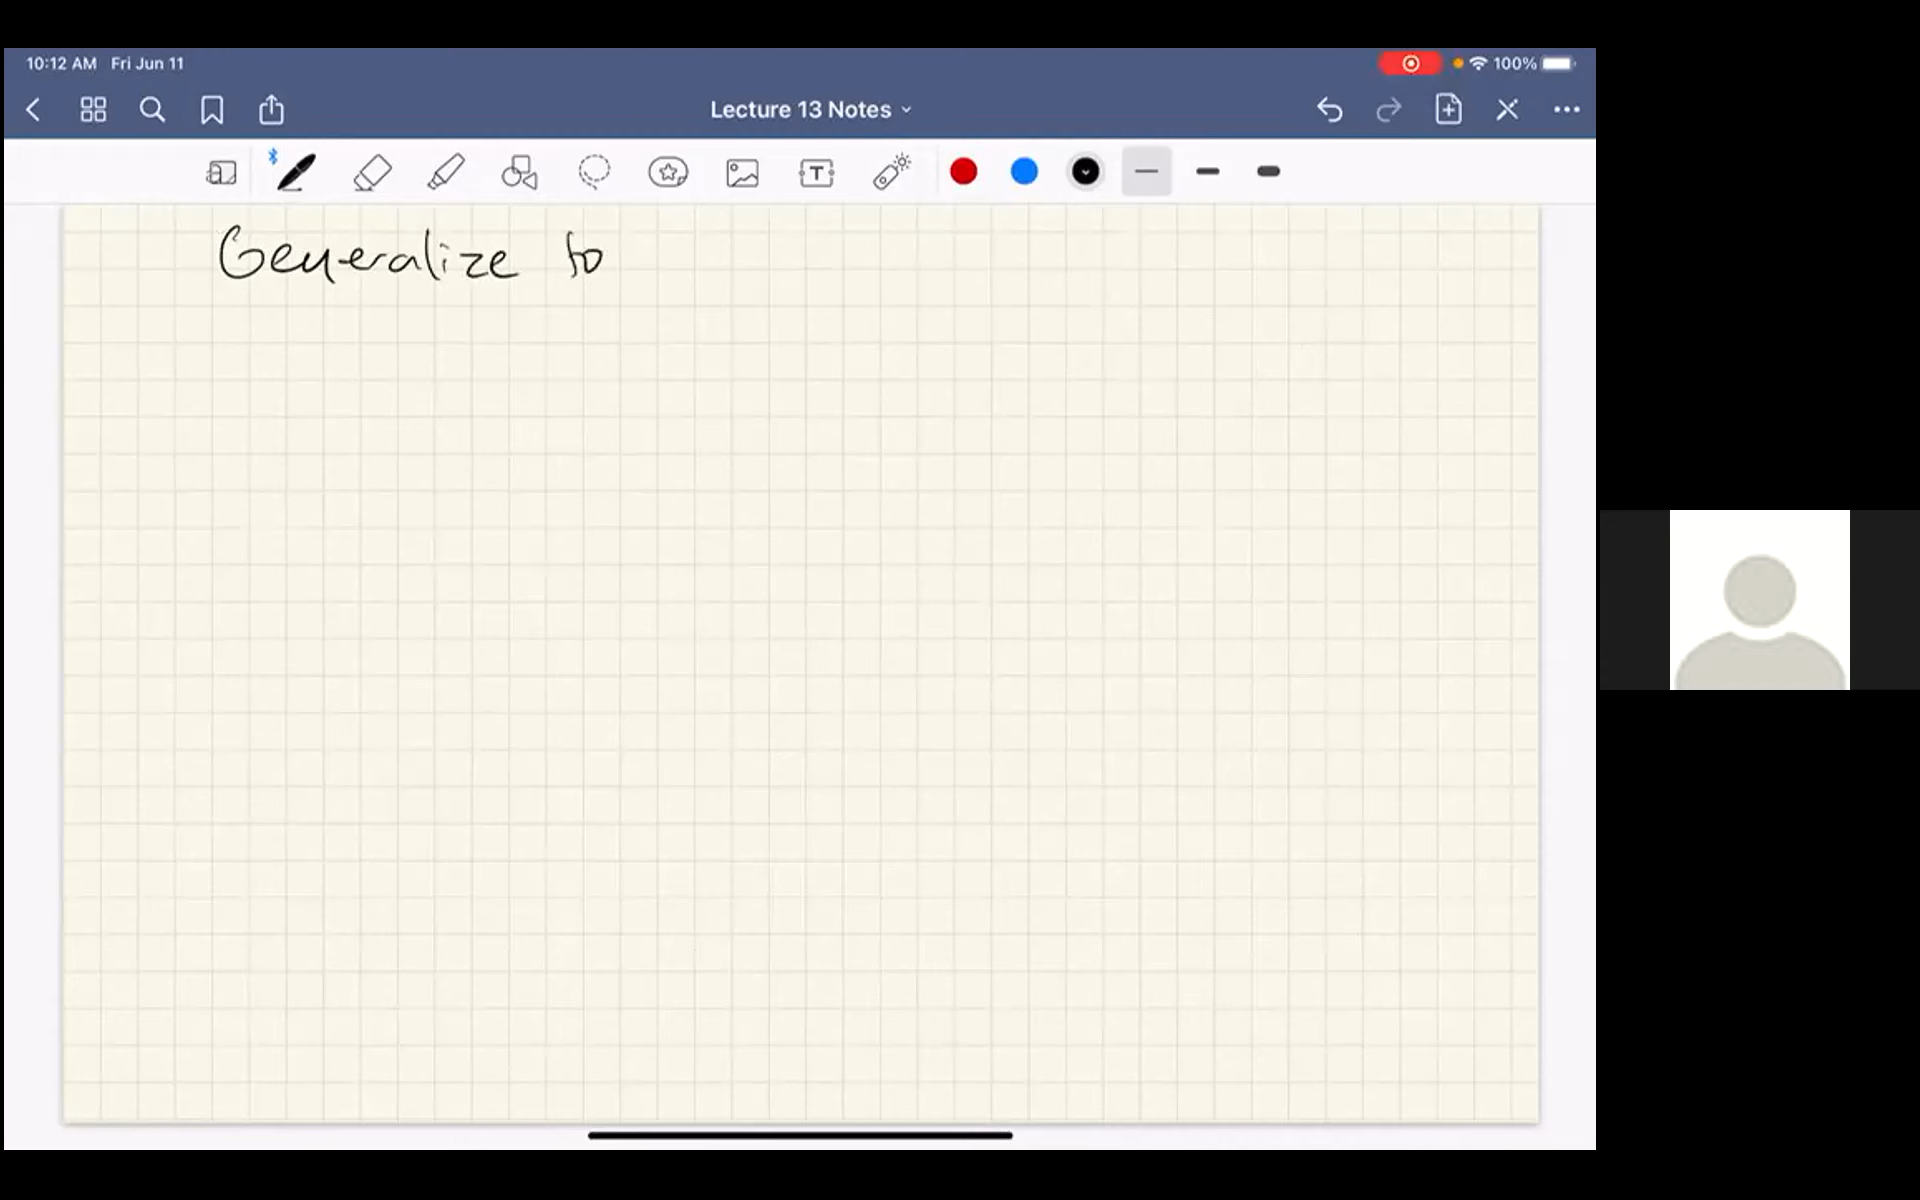 10:12 AM Fri Jun 11
100%
Lecture 13 Notes
T
Generalize to